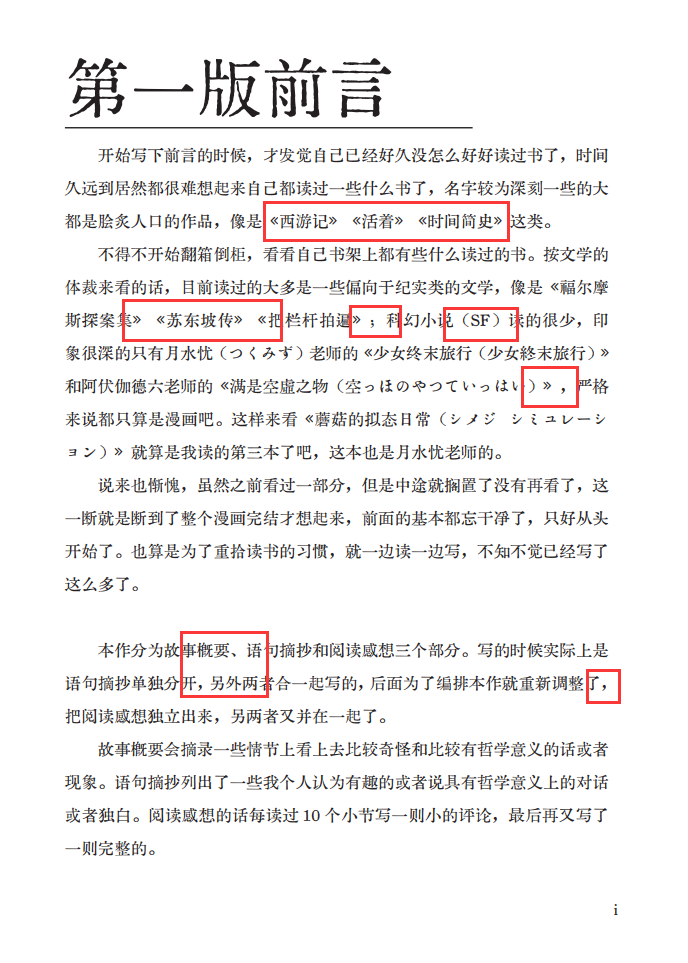 第一版前言
开始写下前言的时候，才发觉自己已经好久没怎么好好读过书了，时间
久远到居然都很难想起来自己都读过一些什么书了，名字较为深刻一些的大
都是脍炙人口的作品，像是《西游记》《活着》《时间简史》这类。
不得不开始翻箱倒柜，看看自己书架上都有些什么读过的书。按文学的
体裁来看的话，目前读过的大多是一些偏向于纪实类的文学，像是《福尔摩
斯探案集》《苏东坡传》《把栏杆拍遍》；科幻小说（SF）读的很少，印
象很深的只有月水忧（つくみず）老师的《少女终末旅行（少女終末旅行）》
和阿伏伽德六老师的《满是空虚之物（空っぽのやつでいっぱい）》，严格
来说都只算是漫画吧。这样来看《蘑菇的拟态日常（シメジ シミュレーシ
ョン）》就算是我读的第三本了吧，这本也是月水忧老师的。
说来也惭愧，虽然之前看过一部分，但是中途就搁置了没有再看了，这
一断就是断到了整个漫画完结才想起来，前面的基本都忘干凈了，只好从头
开始了。也算是为了重拾读书的习惯，就一边读一边写，不知不觉已经写了
这么多了。
本作分为故事概要、语句摘抄和阅读感想三个部分。写的时候实际上是
语句摘抄单独分开，另外两者合一起写的，后面为了编排本作就重新调整了，
把阅读感想独立出来，另两者又并在一起了。
故事概要会摘录一些情节上看上去比较奇怪和比较有哲学意义的话或者
现象。语句摘抄列出了一些我个人认为有趣的或者说具有哲学意义上的对话
或者独白。阅读感想的话每读过 10 个小节写一则小的评论，最后再又写了
一则完整的。
i